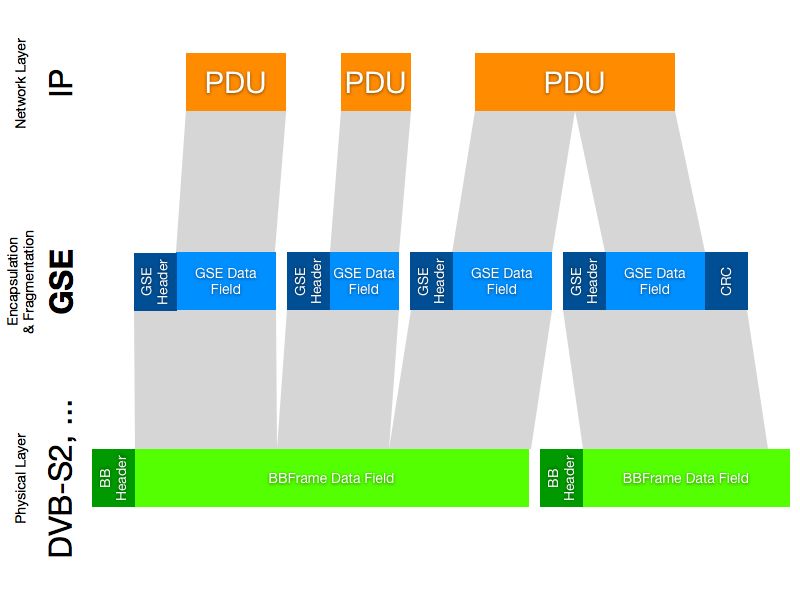 Network Layer
IP
PDU
PDU
PDU
Encapsulation
& Fragmentation
GSE
GSE
Header
GSE Data
Field
GSE
Header
GSE Data
Field
GSE
Header
GSE Data
Field
GSE
Header
GSE Data
Field
CRC
Physical Layer
DVB-S2, ...
BB
Header
BBFrame Data Field
BB
Header
BBFrame Data Field